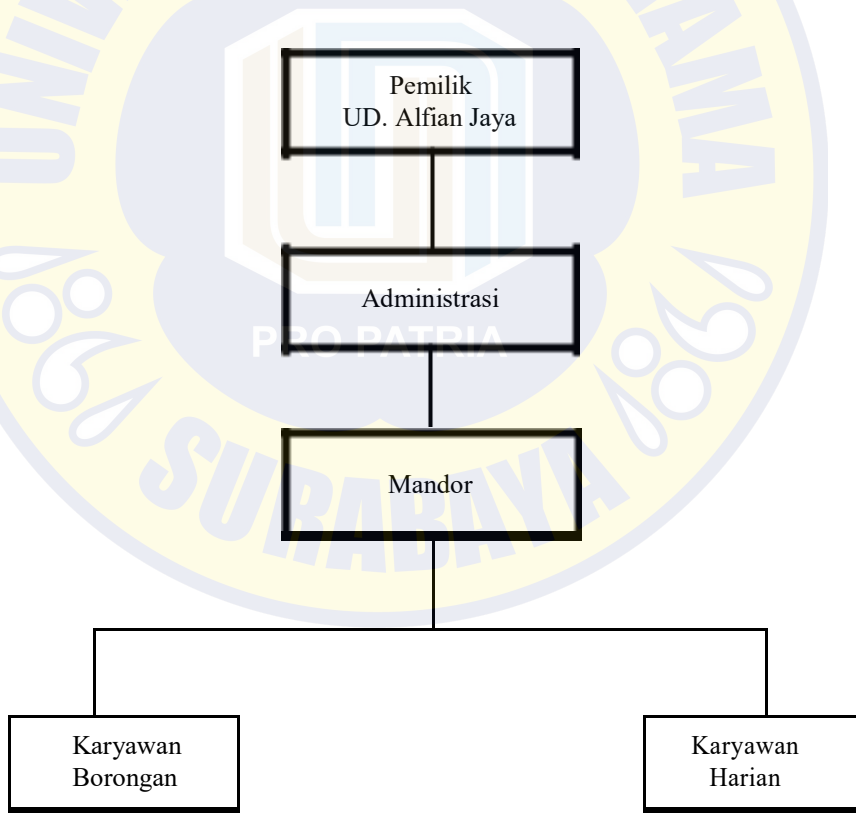 Pemilik
UD. Alfian Jaya
Administrasi
PRO PATRIA
Mandor
SURABAYA
Karyawan
Borongan
Karyawan
Harian